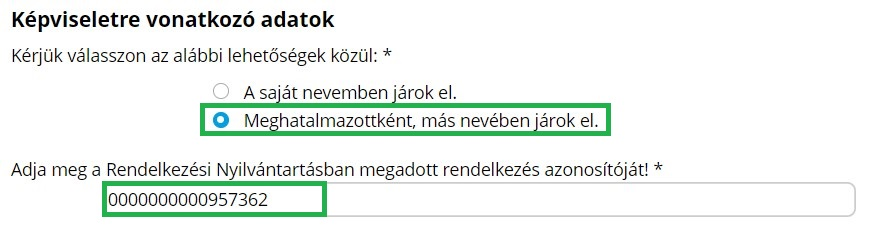 Képviseletre vonatkozó adatok
Kérjük válasszon az alábbi lehetőségek közül: *
A saját nevemben járok el.
Meghatalmazottként, más nevében járok el.
Adja meg a Rendelkezési Nyilvántartásban megadott rendelkezés azonosítóját! *
0000000000957362